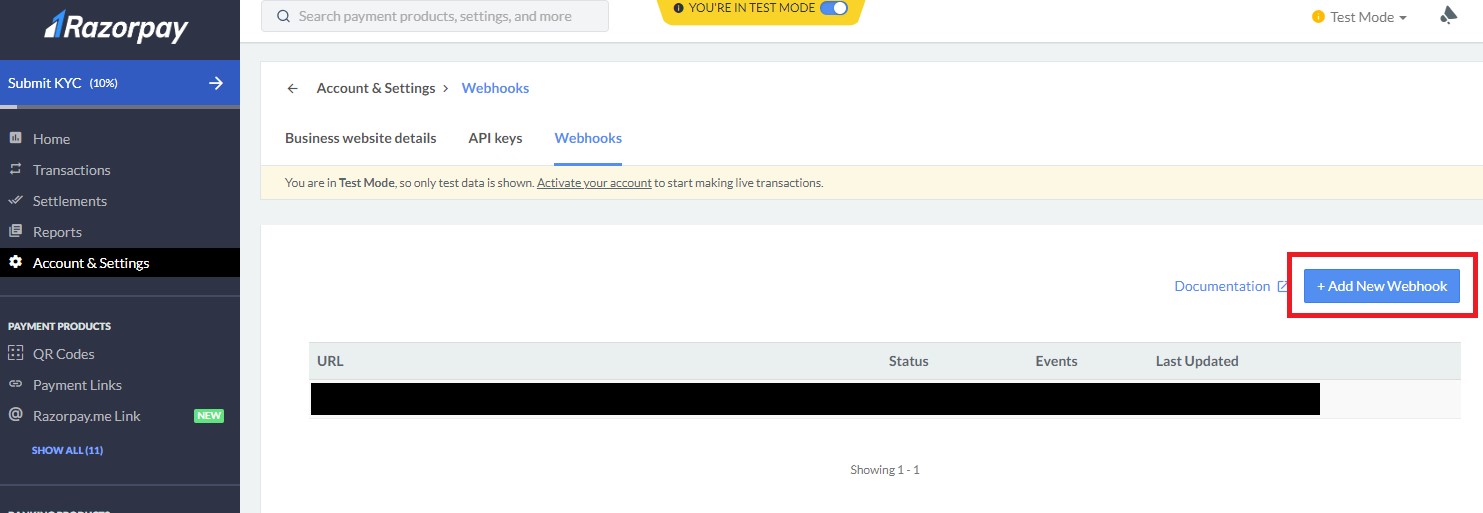 Razorpay
Search payment products, settings, and more
YOU'RE IN TEST MODE
Test Mode
Submit KYC (10%)
Account & Settings > Webhooks
Home
Business website details API keys Webhooks
Transactions
You are in Test Mode, so only test data is shown. Activate your account to start making live transactions.
Settlements
Reports
Account & Settings
Documentation + Add New Webhook
PAYMENT PRODUCTS
QR Codes
URL Status Events Last Updated
Payment Links
Razorpay.me Link NEW
SHOW ALL (11)
Showing 1 - 1